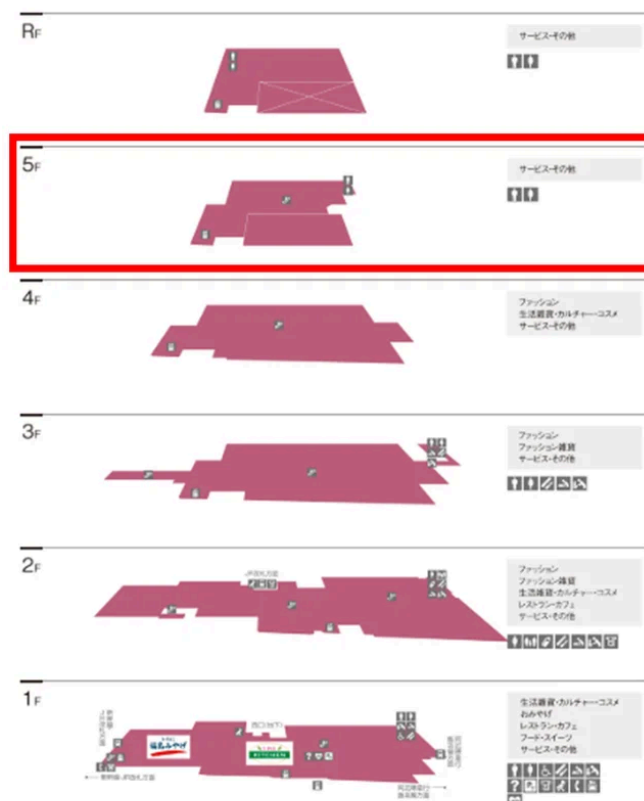 RF
サービス・その他
5F
サービス・その他
4F
ファッション
生活雑貨・カルチャー・コスメ
サービス・その他
3F
ファッション
ファッション雑貨
サービス・その他
2F
ファッション
ファッション雑貨
生活雑貨・カルチャー・コスメ
レストラン・カフェ
サービス・その他
1F
福島みやげ
KITCHEN
生活雑貨・カルチャー・コスメ
おみやげ
レストラン・カフェ
フード・スイーツ
サービス・その他